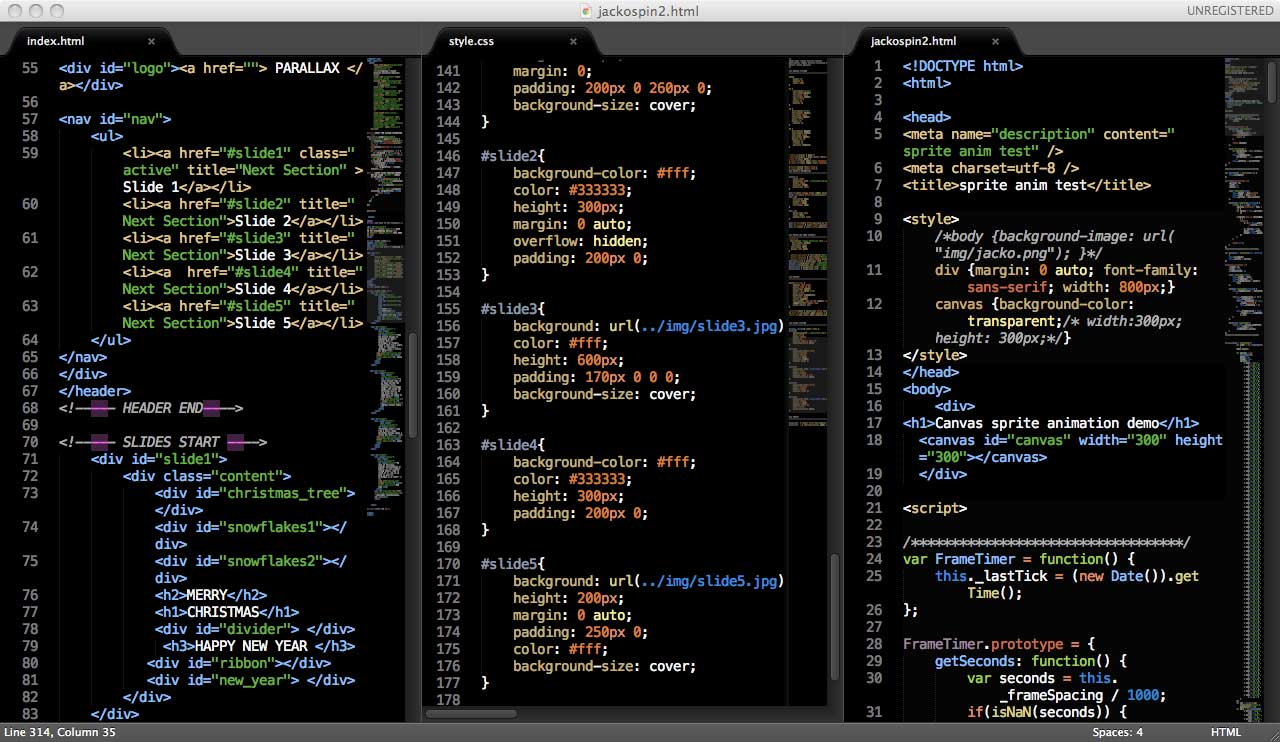 jackospin2.html
UNREGISTERED
index.html
55 <div id="logo"><a href=""> PARALLAX </
a></div>
56
57 <nav id="nav">
58 <ul>
59 <li><a href="#slide1" class="
active" title="Next Section" >
Slide 1</a></li>
60 <li><a href="#slide2" title="
Next Section">Slide 2</a></li>
61 <li><a href="#slide3" title="
Next Section">Slide 3</a></li>
62 <li><a  href="#slide4" title="
Next Section">Slide 4</a></li>
63 <li><a href="#slide5" title="
Next Section">Slide 5</a></li>
64 </ul>
65 </nav>
66 </div>
67 </header>
68 <!------- HEADER END----->
69
70 <!------- SLIDES START ----->
71 <div id="slide1">
72 <div class="content">
73 <div id="christmas_tree">
</div>
74 <div id="snowflakes1"></
div>
75 <div id="snowflakes2"></
div>
76 <h2>MERRY</h2>
77 <h1>CHRISTMAS</h1>
78 <div id="divider"> </div>
79 <h3>HAPPY NEW YEAR </h3>
80 <div id="ribbon"></div>
81 <div id="new_year"> </div>
82 </div>
83 </div>
style.css
141 margin: 0;
142 padding: 200px 0 260px 0;
143 background-size: cover;
144 }
145
146 #slide2{
147 background-color: #fff;
148 color: #333333;
149 height: 300px;
150 margin: 0 auto;
151 overflow: hidden;
152 padding: 200px 0;
153 }
154
155 #slide3{
156 background: url(../img/slide3.jpg)
157 color: #fff;
158 height: 600px;
159 padding: 170px 0 0 0;
160 background-size: cover;
161 }
162
163 #slide4{
164 background-color: #fff;
165 color: #333333;
166 height: 300px;
167 padding: 200px 0;
168 }
169
170 #slide5{
171 background: url(../img/slide5.jpg)
172 height: 200px;
173 margin: 0 auto;
174 padding: 250px 0;
175 color: #fff;
176 background-size: cover;
177 }
178
jackospin2.html
1 <!DOCTYPE html>
2 <html>
3
4 <head>
5 <meta name="description" content="
sprite anim test" />
6 <meta charset=utf-8 />
7 <title>sprite anim test</title>
8
9 <style>
10 /*body {background-image: url(
"img/jacko.png"); }*/
11 div {margin: 0 auto; font-family:
sans-serif; width: 800px;}
12 canvas {background-color:
transparent;/* width:300px;
height: 300px;*/}
13 </style>
14 </head>
15 <body>
16 <div>
17 <h1>Canvas sprite animation demo</h1>
18 <canvas id="canvas" width="300" height
="300"></canvas>
19 </div>
20
21 <script>
22
23 /**********************************/
24 var FrameTimer = function() {
25 this._lastTick = (new Date()).get
Time();
26 };
27
28 FrameTimer.prototype = {
29 getSeconds: function() {
30 var seconds = this.
_frameSpacing / 1000;
31 if(isNaN(seconds)) {
Line 314, Column 35
Spaces: 4
HTML